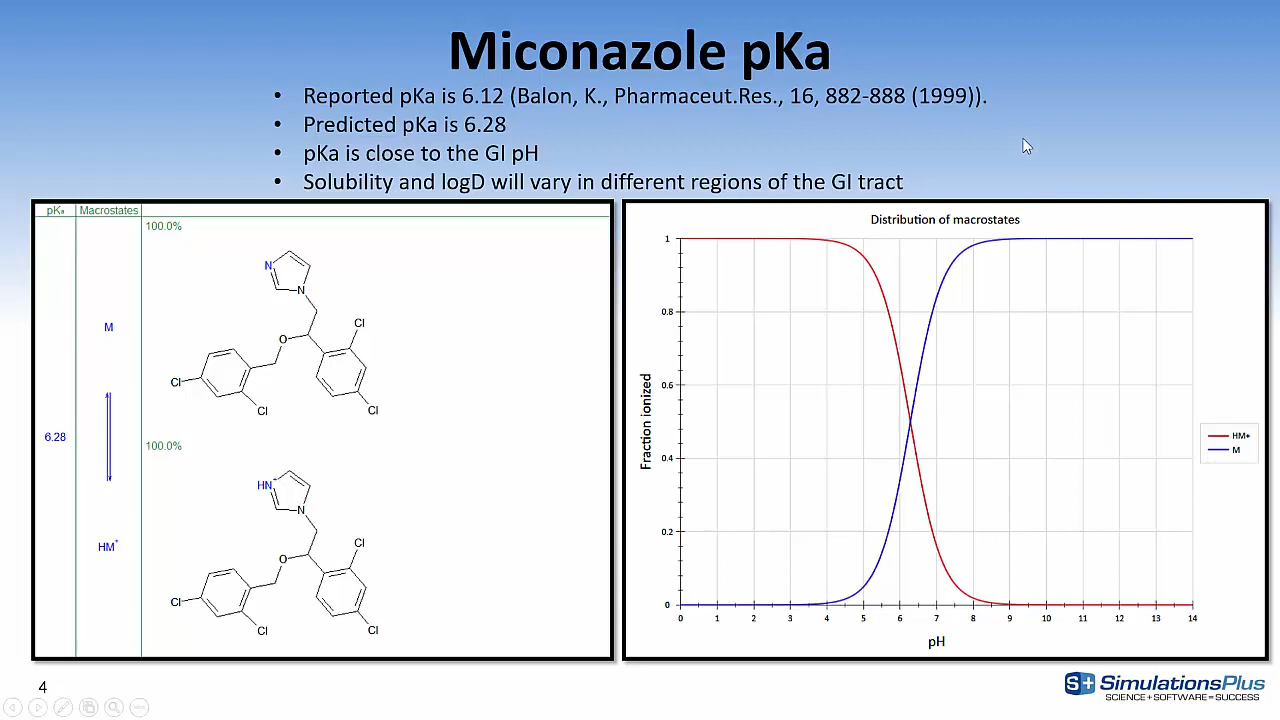 Miconazole pKa
• Reported pKa is 6.12 (Balon, K., Pharmaceut.Res., 16, 882-888 (1999)).
• Predicted pKa is 6.28
• pKa is close to the GI pH
• Solubility and logD will vary in different regions of the GI tract
pKa Macrostates
100.0%
N
N
M
Cl
O
Cl
Cl
Cl
6.28
100.0%
HN+
N
HM+
Cl
O
Cl
Cl
Cl
Distribution of macrostates
Fraction ionized
1
0.8
0.6
0.4
0.2
0
0 1 2 3 4 5 6 7 8 9 10 11 12 13 14
pH
HM+
M
4
S+ SimulationsPlus
SCIENCE + SOFTWARE = SUCCESS